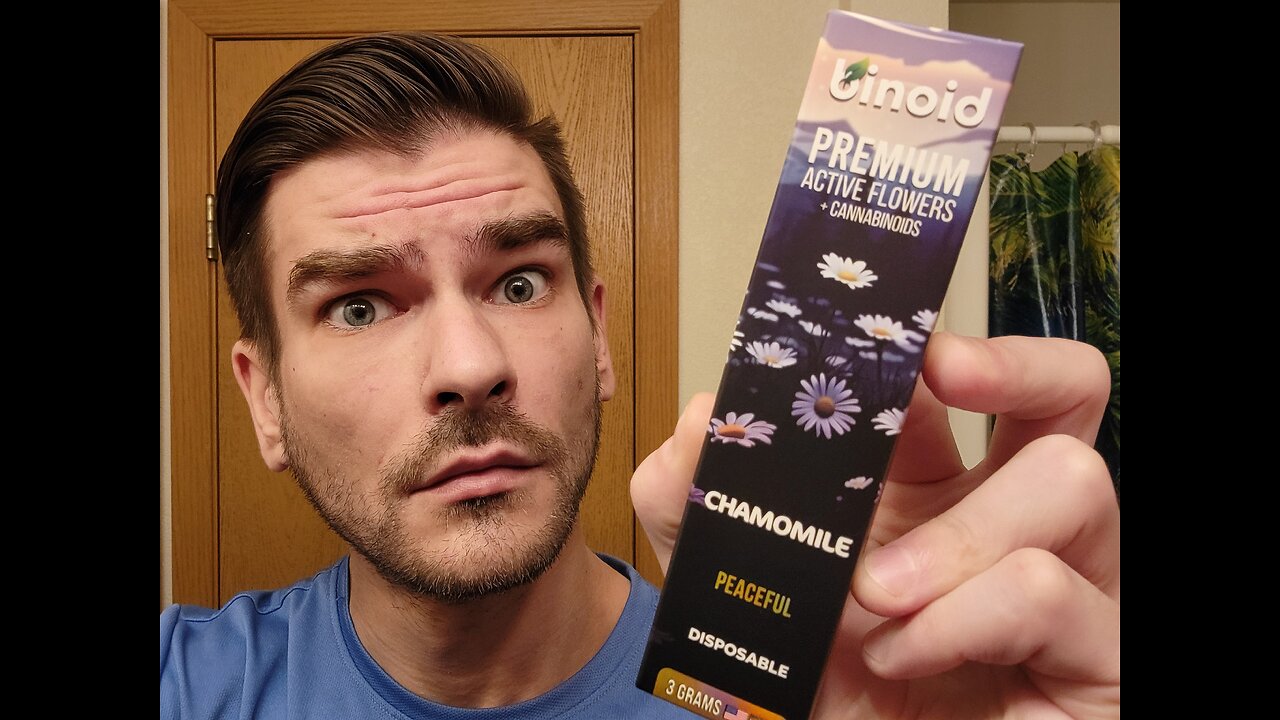 binoid
PREMIUM
ACTIVE FLOWERS
+ CANNABINOIDS
CHAMOMILE
PEACEFUL
DISPOSABLE
3 GRAMS